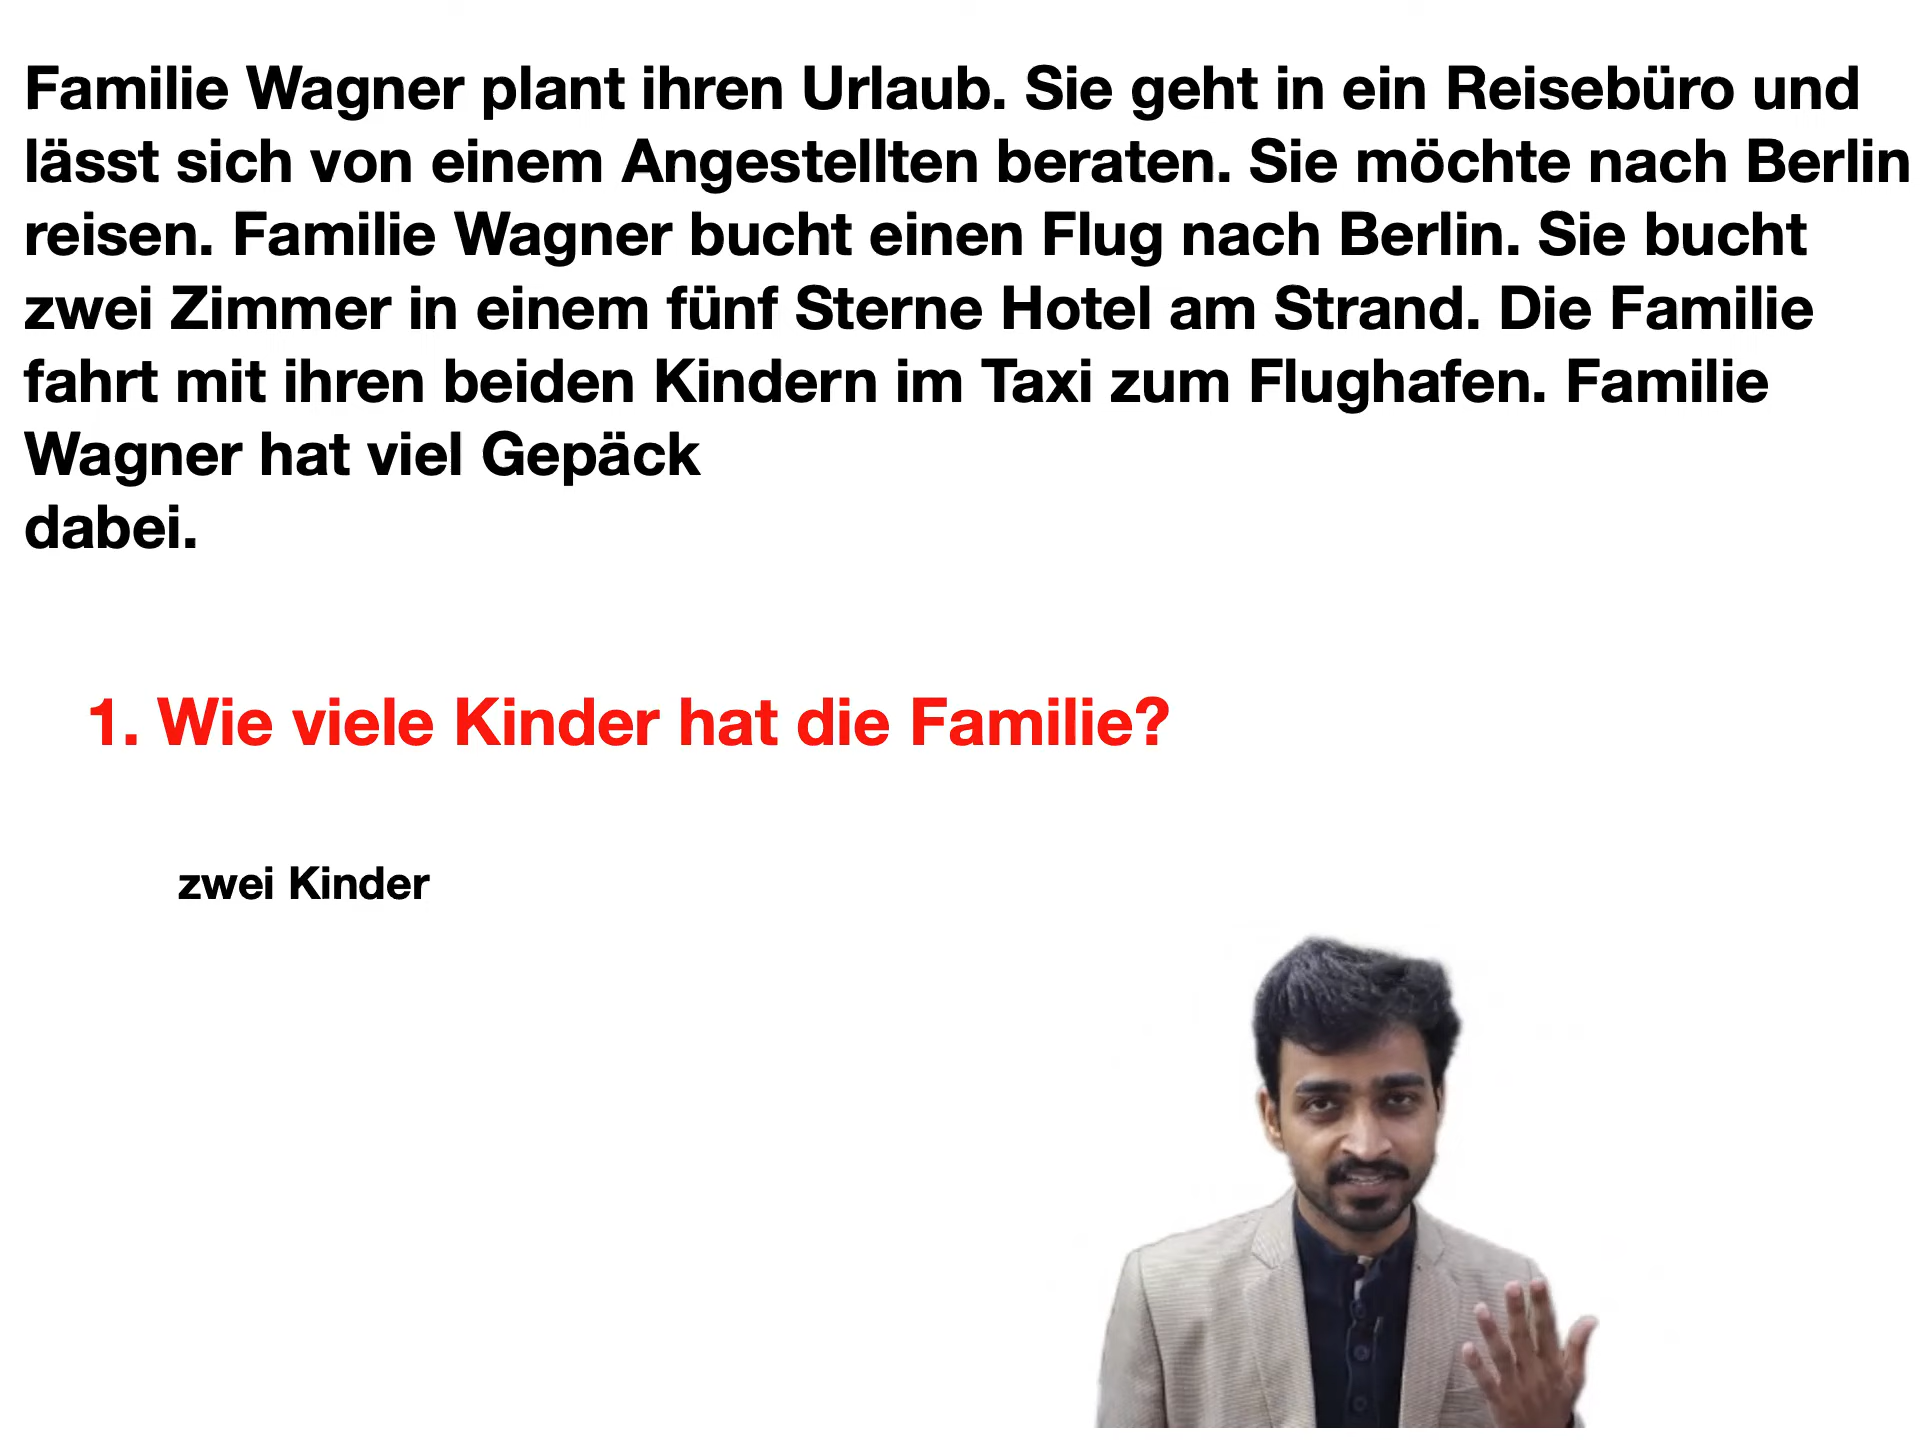 Familie Wagner plant ihren Urlaub. Sie geht in ein Reisebüro und
lässt sich von einem Angestellten beraten. Sie möchte nach Berlin
reisen. Familie Wagner bucht einen Flug nach Berlin. Sie bucht
zwei Zimmer in einem fünf Sterne Hotel am Strand. Die Familie
fahrt mit ihren beiden Kindern im Taxi zum Flughafen. Familie
Wagner hat viel Gepäck
dabei.
1. Wie viele Kinder hat die Familie?
zwei Kinder